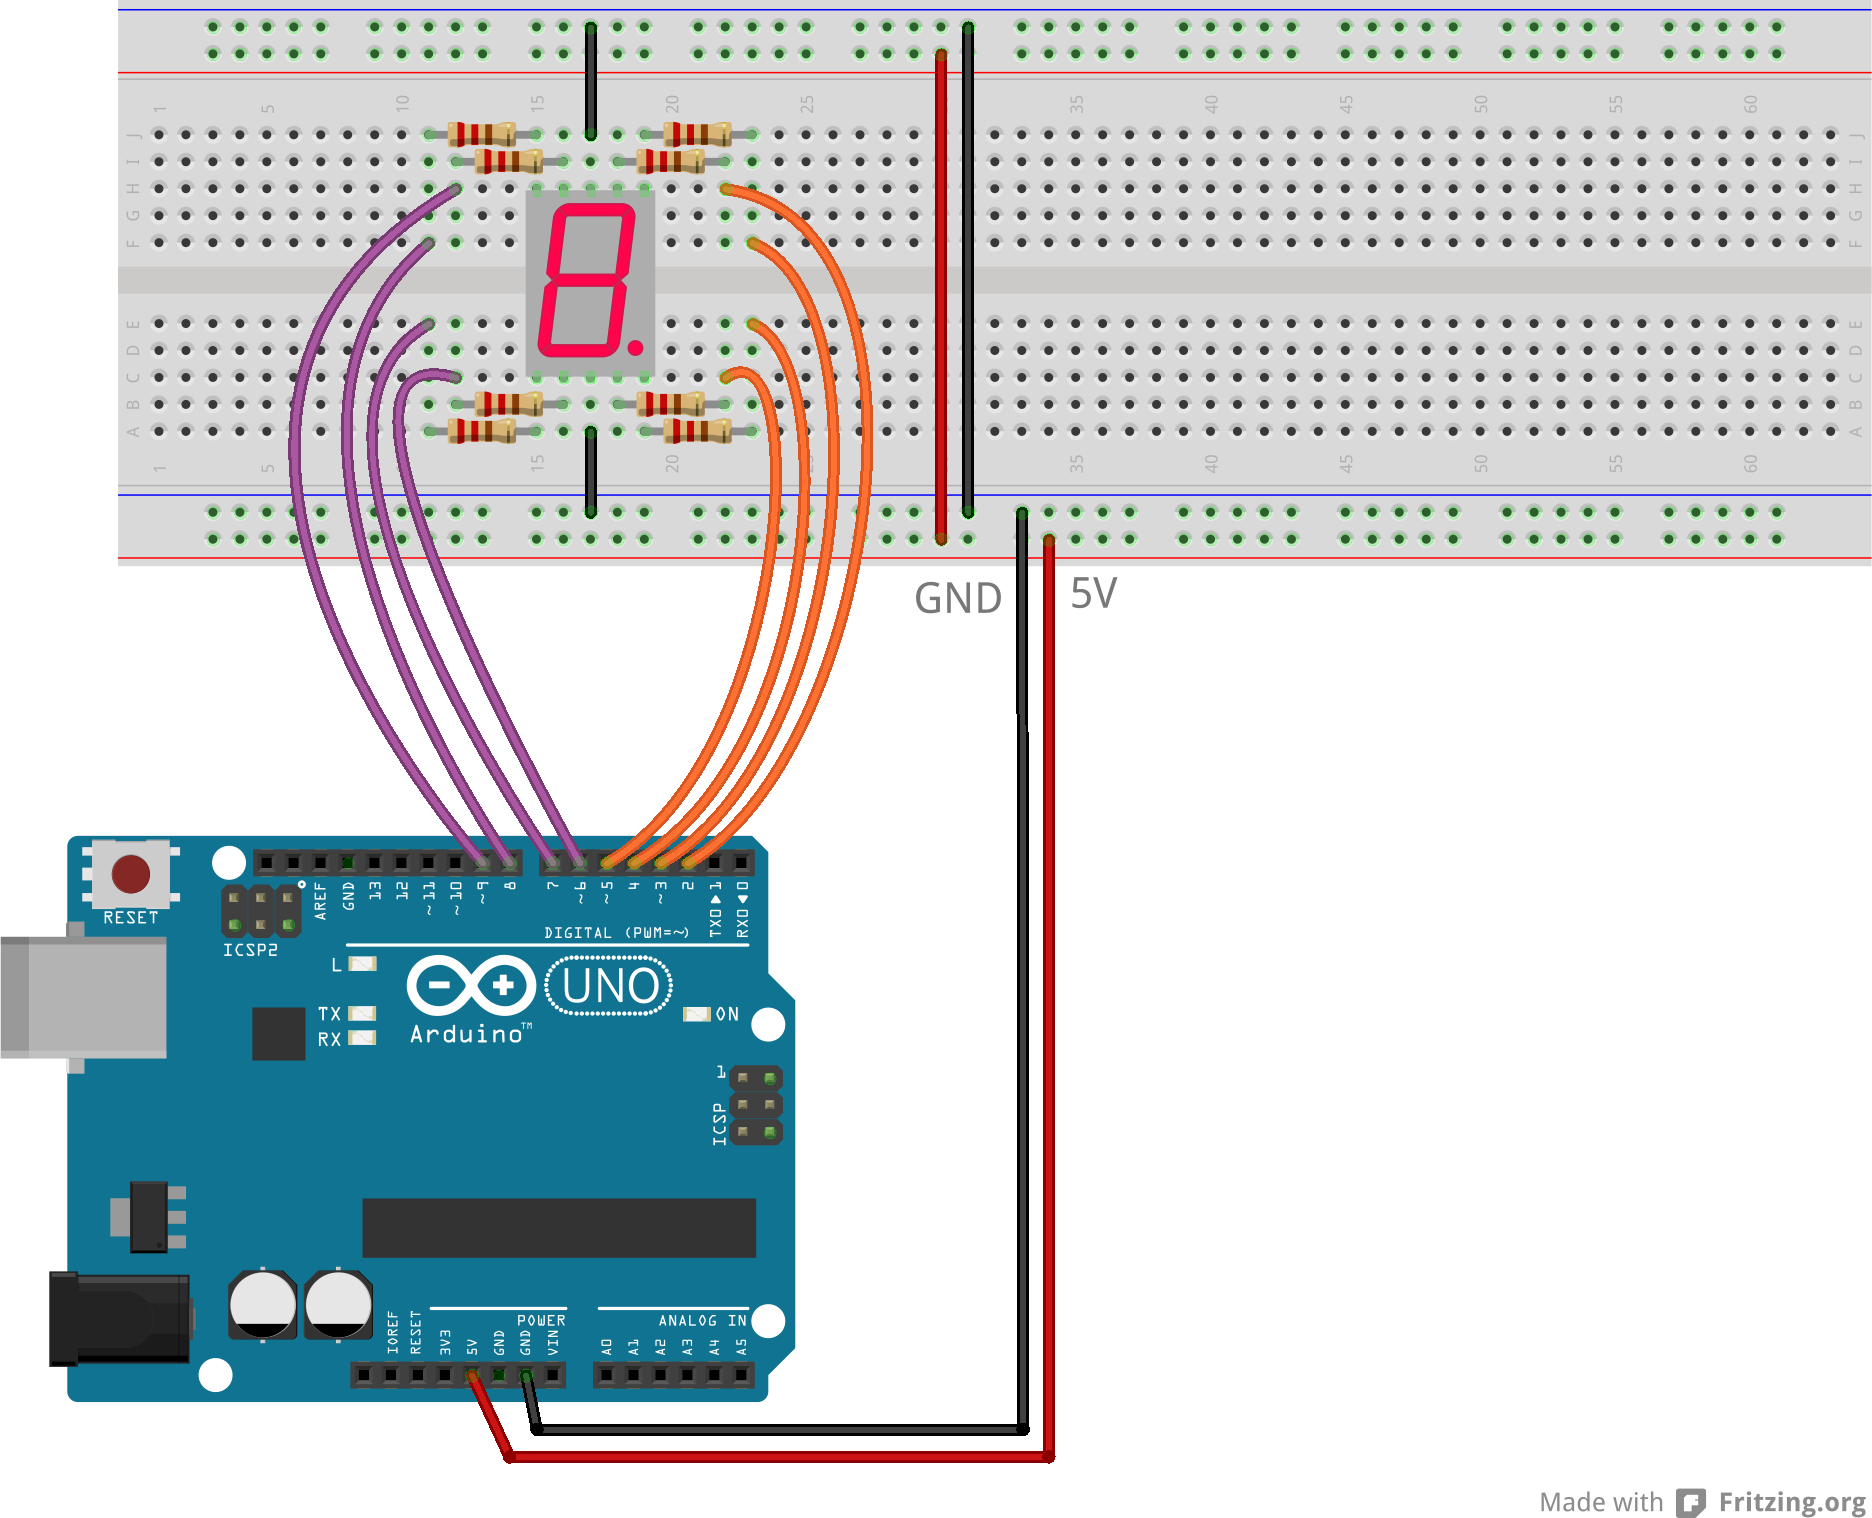 1 5 10 15 20 25 35 40 45 50 55 60
J J
I I
H H
G G
F F
E E
D D
C C
B B
A A
1 5 15 20 35 40 45 50 55 60
GND 5V
RESET
ICSP2
AREF GND 13 12 ~11 ~10 ~9 8 7 ~6 ~5 4 ~3 2 TX0▶1 RX0◀0
DIGITAL (PWM=~)
L
TX
RX
Arduino™
UNO
ON
1
ICSP
IOREF RESET 3V3 5V GND GND VIN
POWER
A0 A1 A2 A3 A4 A5
ANALOG IN
Made with Fritzing.org